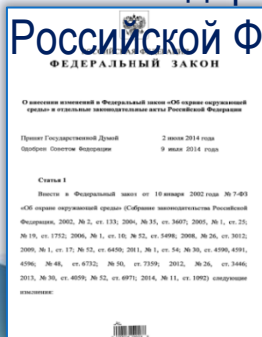 Российской Ф
ФЕДЕРАЛЬНЫЙ ЗАКОН
О внесении изменений в Федеральный закон «Об охране окружающей
среды» и отдельные законодательные акты Российской Федерации
Принят Государственной Думой 2 июля 2014 года
Одобрен Советом Федерации 9 июля 2014 года
Статья 1
Внести в Федеральный закон от 10 января 2002 года № 7-ФЗ
«Об охране окружающей среды» (Собрание законодательства Российской
Федерации, 2002, № 2, ст. 133; 2004, № 35, ст. 3607; 2005, № 1, ст. 25;
№ 19, ст. 1752; 2006, № 1, ст. 10; № 52, ст. 5498; 2008, № 26, ст. 3012;
2009, № 1, ст. 17; № 52, ст. 6450; 2011, № 1, ст. 54; № 30, ст. 4590, 4591,
4596; № 48, ст. 6732; № 50, ст. 7359; 2012, № 26, ст. 3446;
2013, № 30, ст. 4059; № 52, ст. 6971; 2014, № 11, ст. 1092) следующие
изменения: